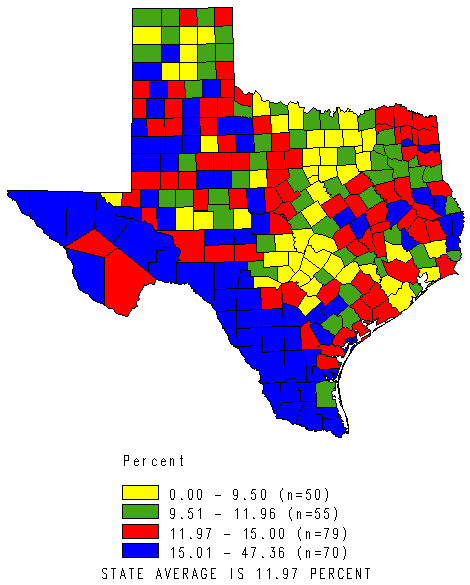 Percent
0.00 - 9.50 (n=50)
9.51 - 11.96 (n=55)
11.97 - 15.00 (n=79)
15.01 - 47.36 (n=70)
STATE AVERAGE IS 11.97 PERCENT